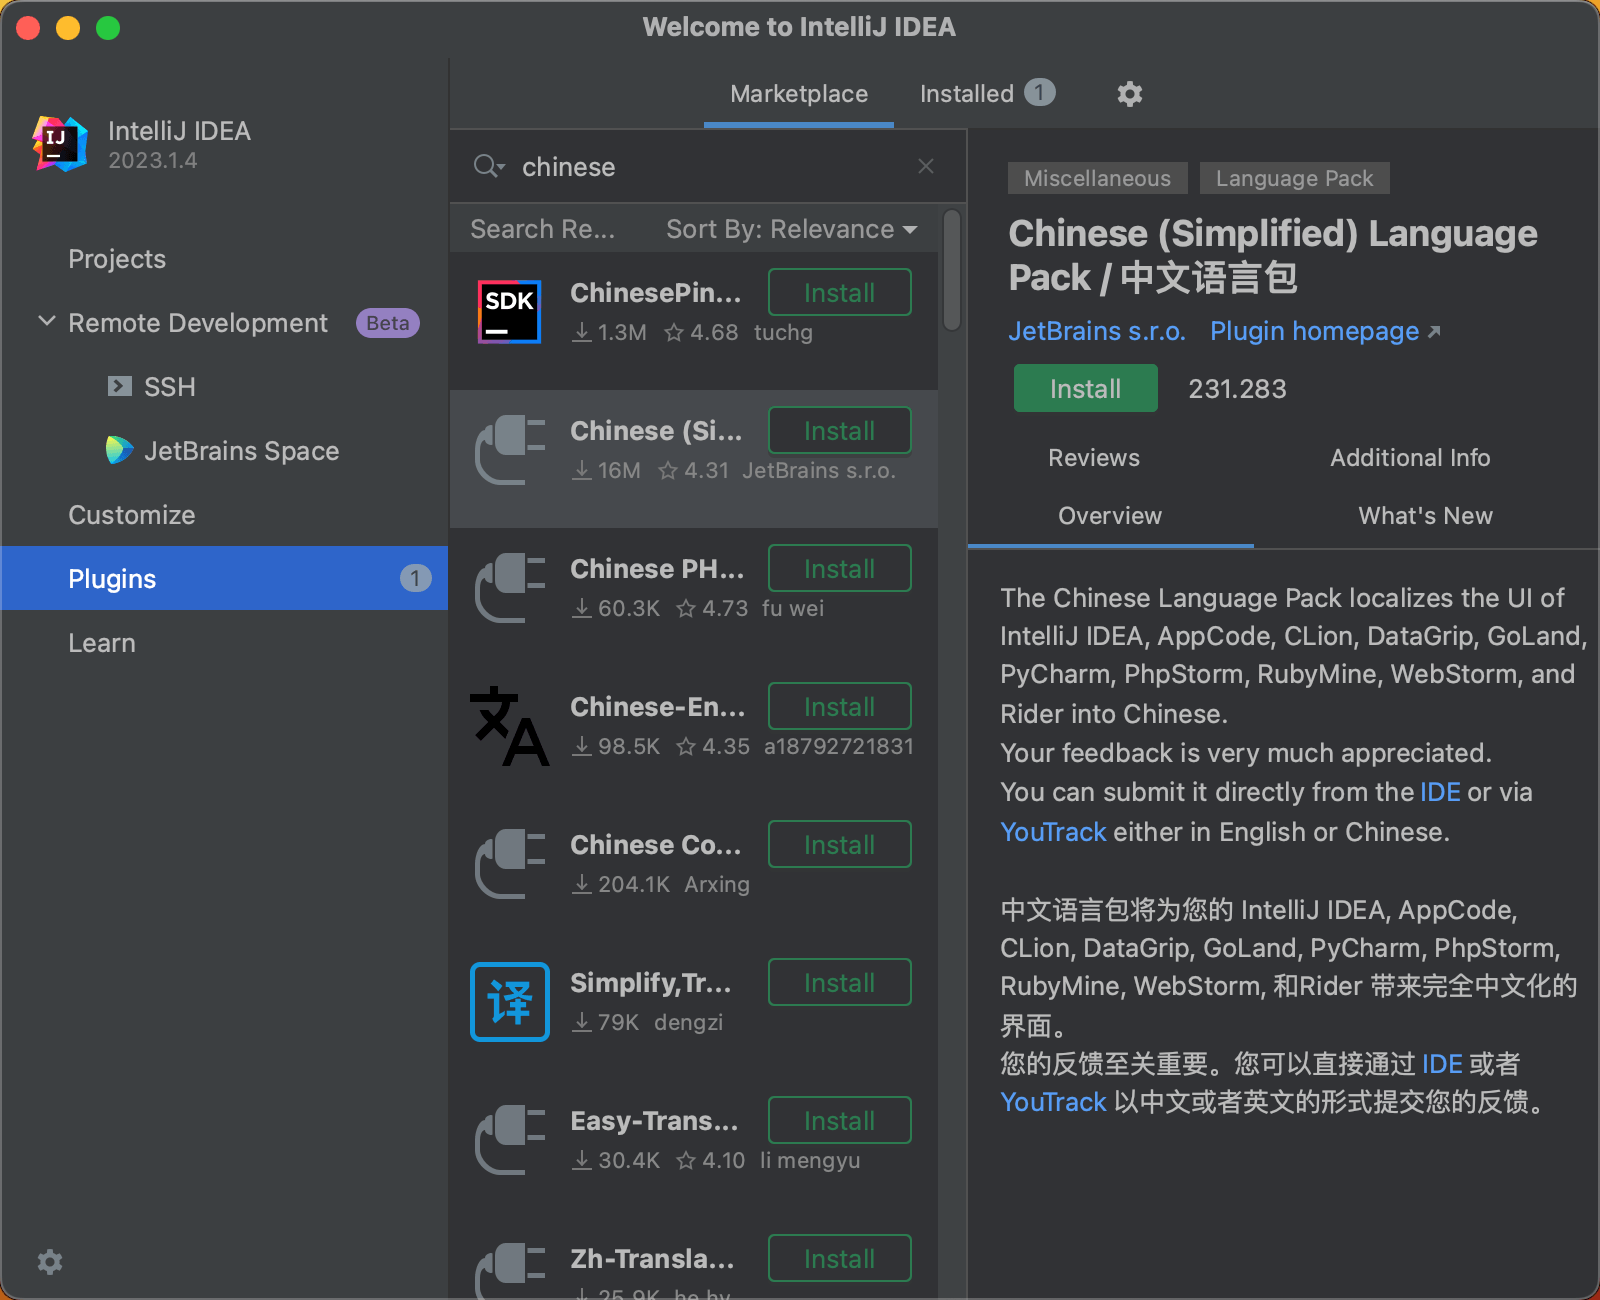 Welcome to IntelliJ IDEA
IJ
IntelliJ IDEA
2023.1.4
Projects
Remote Development Beta
SSH
JetBrains Space
Customize
Plugins 1
Learn
Marketplace Installed 1
chinese
Search Re... Sort By: Relevance
SDK
ChinesePin... Install
1.3M 4.68 tuchg
Chinese (Si... Install
16M 4.31 JetBrains s.r.o.
Chinese PH... Install
60.3K 4.73 fu wei
文A
Chinese-En... Install
98.5K 4.35 a18792721831
Chinese Co... Install
204.1K Arxing
译
Simplify,Tr... Install
79K dengzi
Easy-Trans... Install
30.4K 4.10 li mengyu
Zh-Transla... Install
25.9K he hy
Miscellaneous Language Pack
Chinese (Simplified) Language
Pack / 中文语言包
JetBrains s.r.o. Plugin homepage
Install 231.283
Reviews Additional Info
Overview What's New
The Chinese Language Pack localizes the UI of
IntelliJ IDEA, AppCode, CLion, DataGrip, GoLand,
PyCharm, PhpStorm, RubyMine, WebStorm, and
Rider into Chinese.
Your feedback is very much appreciated.
You can submit it directly from the IDE or via
YouTrack either in English or Chinese.
中文语言包将为您的 IntelliJ IDEA, AppCode,
CLion, DataGrip, GoLand, PyCharm, PhpStorm,
RubyMine, WebStorm, 和Rider 带来完全中文化的
界面。
您的反馈至关重要。您可以直接通过 IDE 或者
YouTrack 以中文或者英文的形式提交您的反馈。